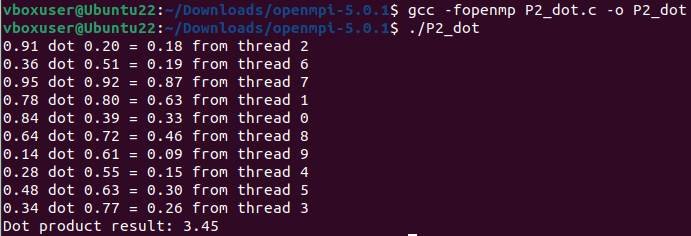 vboxuser@Ubuntu22:~/Downloads/openmpi-5.0.1$ gcc -fopenmp P2_dot.c -o P2_dot
vboxuser@Ubuntu22:~/Downloads/openmpi-5.0.1$ ./P2_dot
0.91 dot 0.20 = 0.18 from thread 2
0.36 dot 0.51 = 0.19 from thread 6
0.95 dot 0.92 = 0.87 from thread 7
0.78 dot 0.80 = 0.63 from thread 1
0.84 dot 0.39 = 0.33 from thread 0
0.64 dot 0.72 = 0.46 from thread 8
0.14 dot 0.61 = 0.09 from thread 9
0.28 dot 0.55 = 0.15 from thread 4
0.48 dot 0.63 = 0.30 from thread 5
0.34 dot 0.77 = 0.26 from thread 3
Dot product result: 3.45